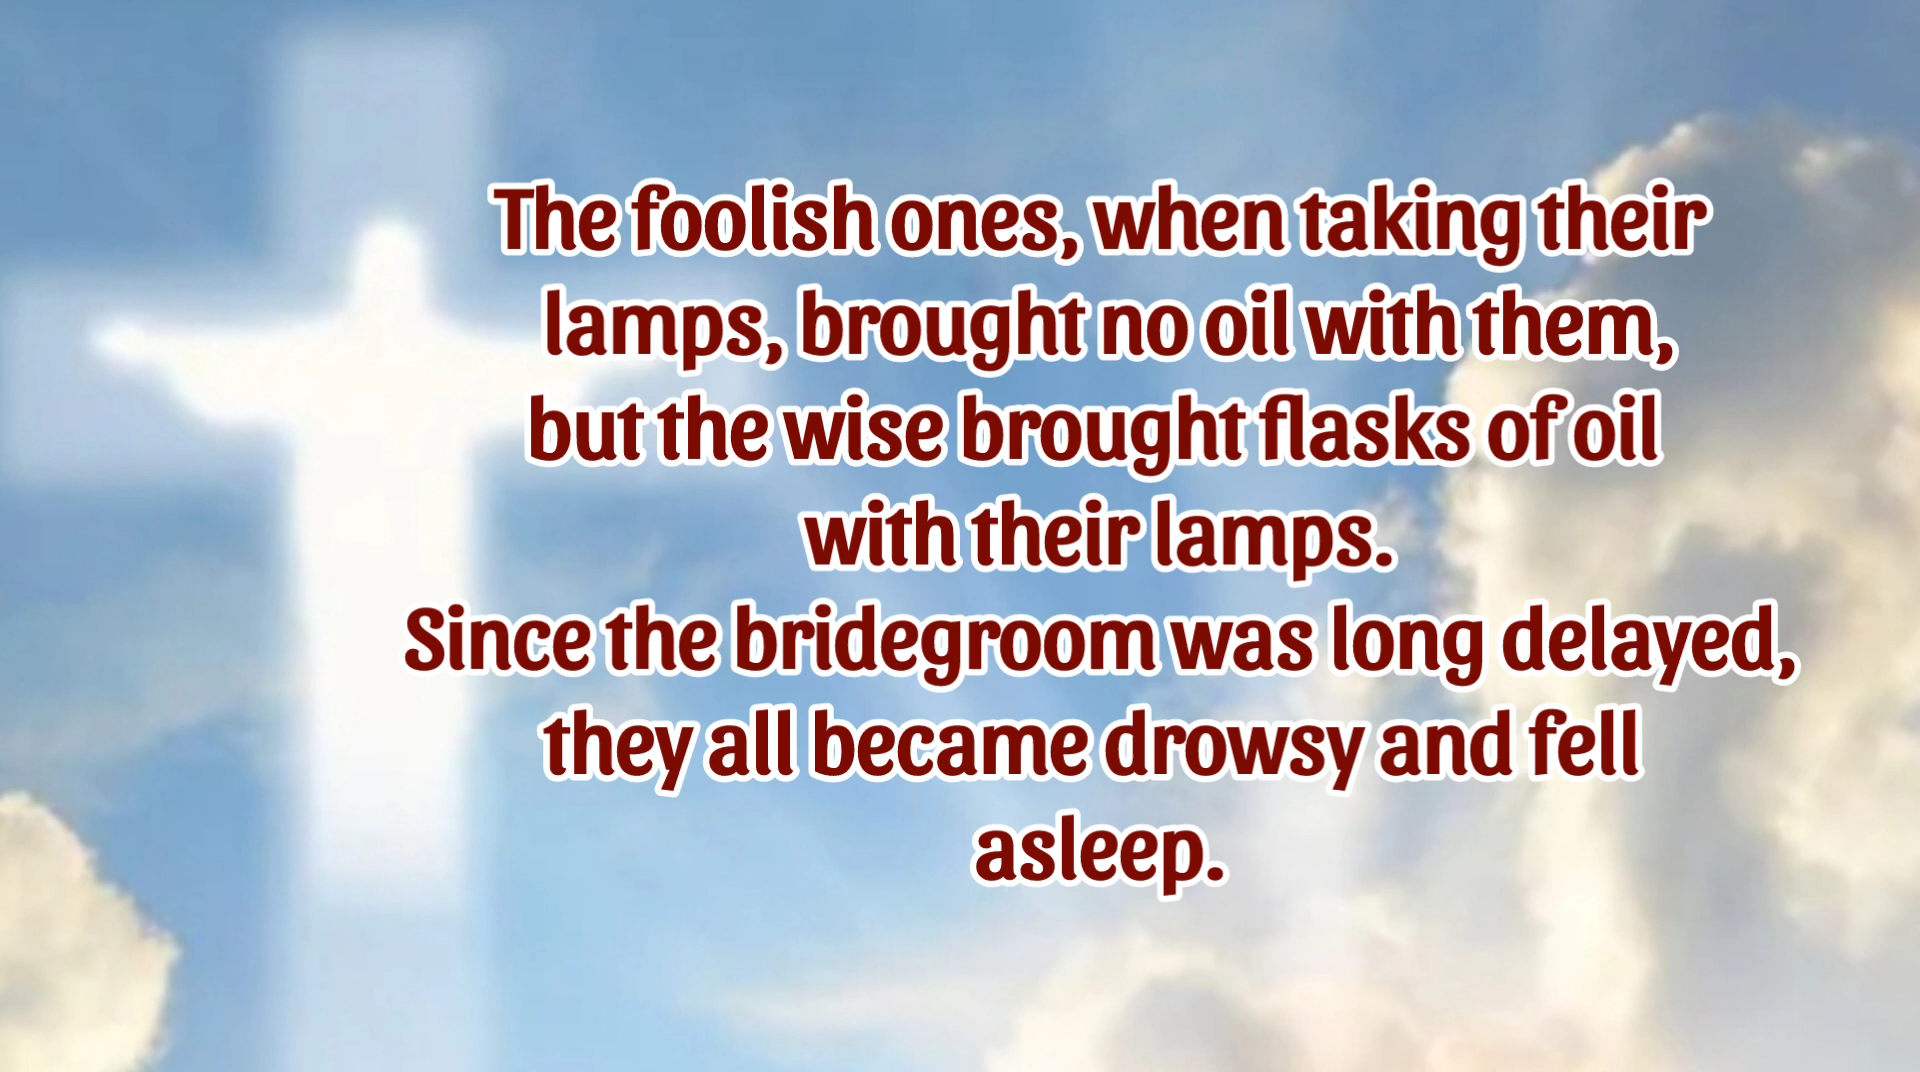 The foolish ones, when taking their
lamps, brought no oil with them,
but the wise brought flasks of oil
with their lamps.
Since the bridegroom was long delayed,
they all became drowsy and fell
asleep.